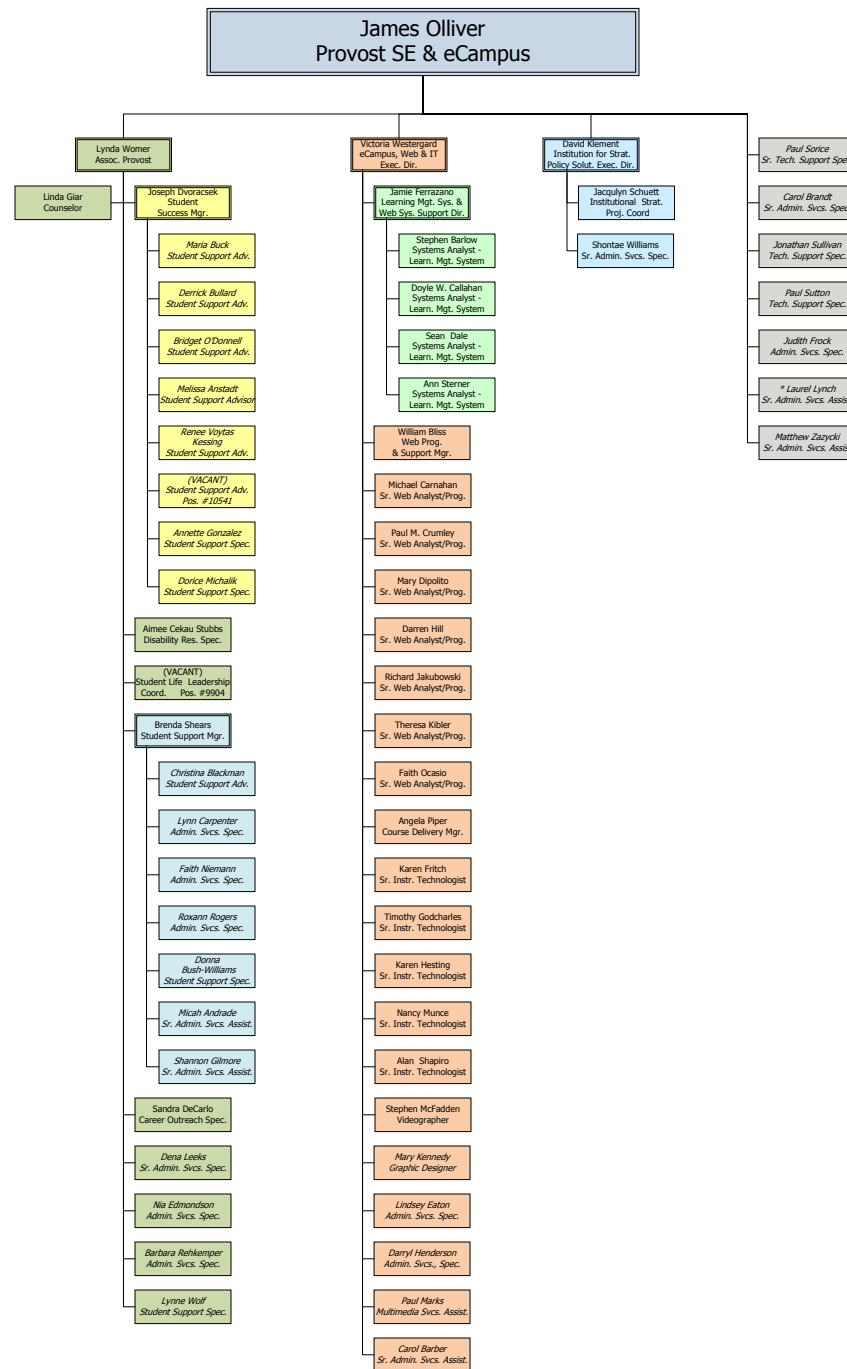 James Olliver
Provost SE & eCampus
Lynda Womer
Assoc. Provost
Linda Giar
Counselor
Joseph Dvoracsek
Student
Success Mgr.
Maria Buck
Student Support Adv.
Derrick Bullard
Student Support Adv.
Bridget O'Donnell
Student Support Adv.
Melissa Anstadt
Student Support Advisor
Renee Voytas
Kessing
Student Support Adv.
(VACANT)
Student Support Adv.
Pos. #10541
Annette Gonzalez
Student Support Spec.
Dorice Michalik
Student Support Spec.
Aimee Cekau Stubbs
Disability Res. Spec.
(VACANT)
Student Life Leadership
Coord. Pos. #9904
Brenda Shears
Student Support Mgr.
Christina Blackman
Student Support Adv.
Lynn Carpenter
Admin. Svcs. Spec.
Faith Niemann
Admin. Svcs. Spec.
Roxann Rogers
Admin. Svcs. Spec.
Donna
Bush-Williams
Student Support Spec.
Micah Andrade
Sr. Admin. Svcs. Assist.
Shannon Gilmore
Sr. Admin. Svcs. Assist.
Sandra DeCarlo
Career Outreach Spec.
Dena Leeks
Sr. Admin. Svcs. Spec.
Nia Edmondson
Admin. Svcs. Spec.
Barbara Rehkemper
Admin. Svcs. Spec.
Lynne Wolf
Student Support Spec.
Victoria Westergard
eCampus, Web & IT
Exec. Dir.
Jamie Ferrazano
Learning Mgt. Sys. &
Web Sys. Support Dir.
Stephen Barlow
Systems Analyst -
Learn. Mgt. System
Doyle W. Callahan
Systems Analyst -
Learn. Mgt. System
Sean Dale
Systems Analyst -
Learn. Mgt. System
Ann Sterner
Systems Analyst -
Learn. Mgt. System
William Bliss
Web Prog.
& Support Mgr.
Michael Carnahan
Sr. Web Analyst/Prog.
Paul M. Crumley
Sr. Web Analyst/Prog.
Mary Dipolito
Sr. Web Analyst/Prog.
Darren Hill
Sr. Web Analyst/Prog.
Richard Jakubowski
Sr. Web Analyst/Prog.
Theresa Kibler
Sr. Web Analyst/Prog.
Faith Ocasio
Sr. Web Analyst/Prog.
Angela Piper
Course Delivery Mgr.
Karen Fritch
Sr. Instr. Technologist
Timothy Godcharles
Sr. Instr. Technologist
Karen Hesting
Sr. Instr. Technologist
Nancy Munce
Sr. Instr. Technologist
Alan Shapiro
Sr. Instr. Technologist
Stephen McFadden
Videographer
Mary Kennedy
Graphic Designer
Lindsey Eaton
Admin. Svcs. Spec.
Darryl Henderson
Admin. Svcs., Spec.
Paul Marks
Multimedia Svcs. Assist.
Carol Barber
Sr. Admin. Svcs. Assist.
David Klement
Institution for Strat.
Policy Solut. Exec. Dir.
Jacqulyn Schuett
Institutional Strat.
Proj. Coord
Shontae Williams
Sr. Admin. Svcs. Spec.
Paul Sorice
Sr. Tech. Support Spec
Carol Brandt
Sr. Admin. Svcs. Spec
Jonathan Sullivan
Tech. Support Spec.
Paul Sutton
Tech. Support Spec.
Judith Frock
Admin. Svcs. Spec.
* Laurel Lynch
Sr. Admin. Svcs. Assis
Matthew Zazycki
Sr. Admin. Svcs. Assis